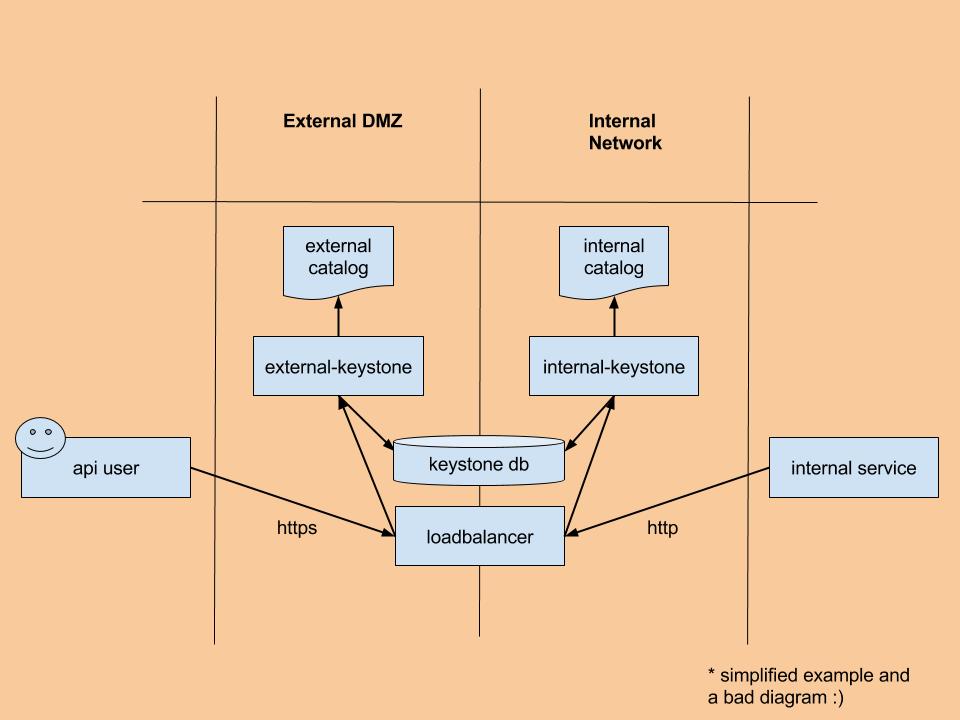 External DMZ
Internal
Network
external
catalog
internal
catalog
external-keystone
internal-keystone
api user
keystone db
internal service
https
loadbalancer
http
* simplified example and
a bad diagram :)